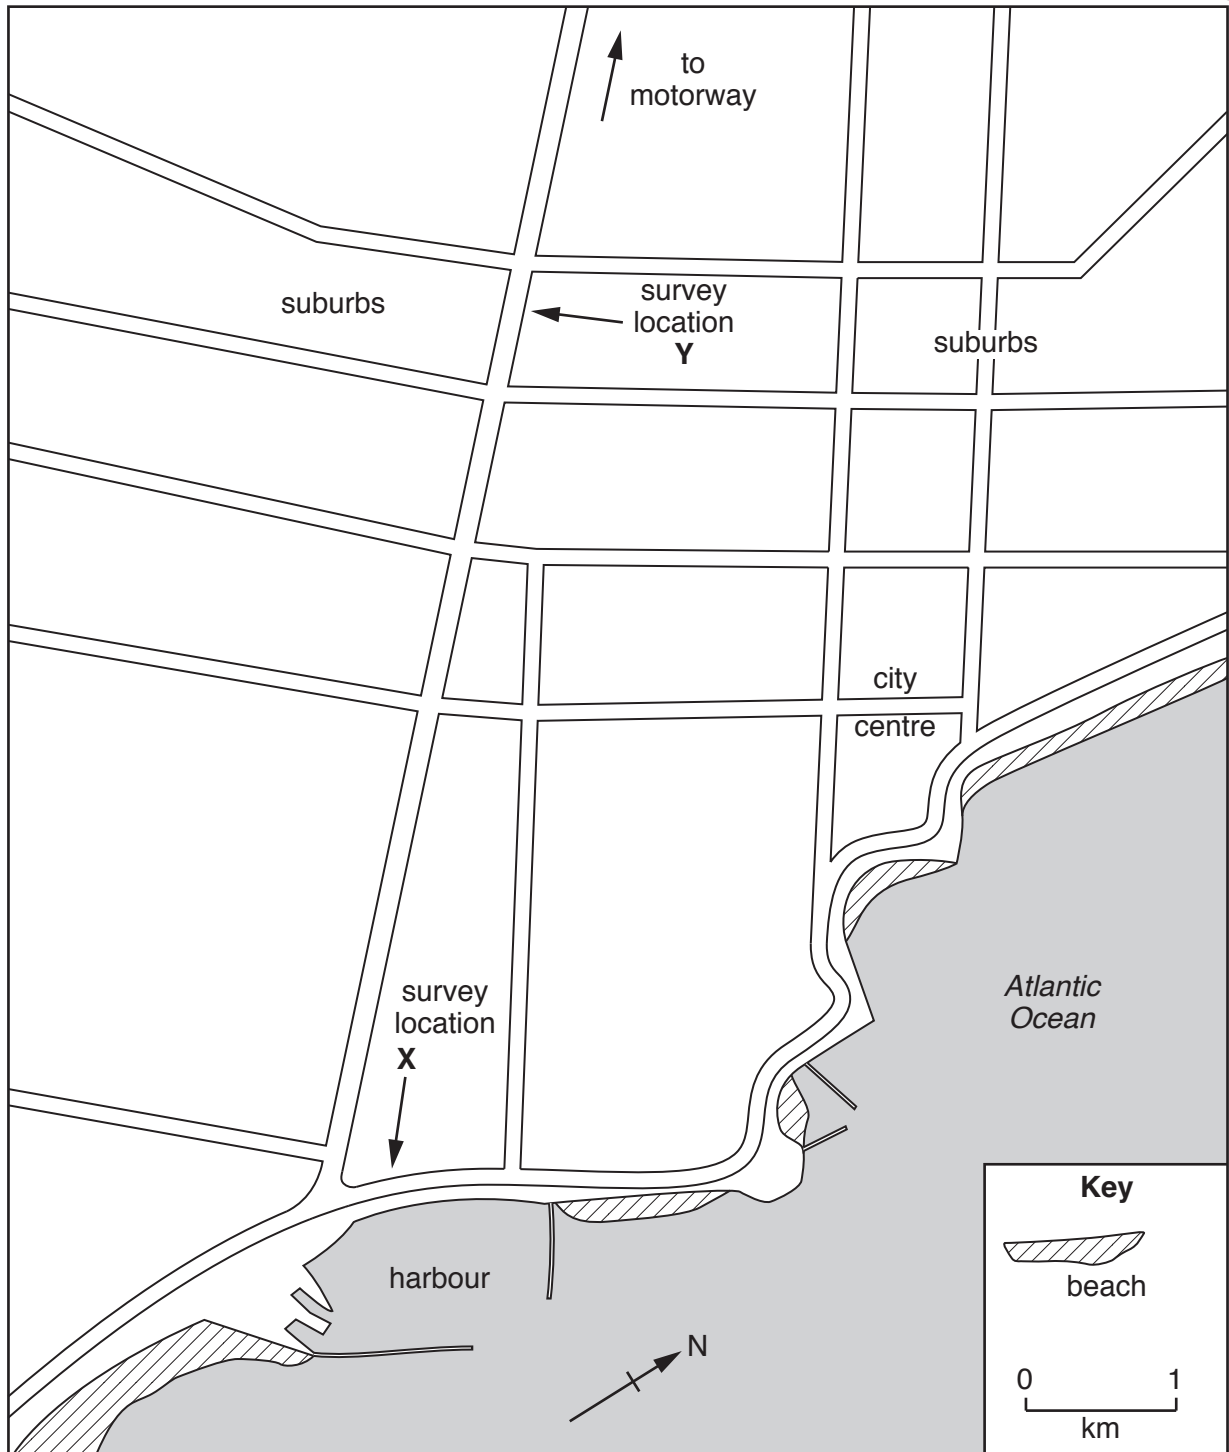 to
motorway
suburbs
survey
location
Y
suburbs
city
centre
survey
location
X
Atlantic
Ocean
harbour
N
Key
beach
0 1
km